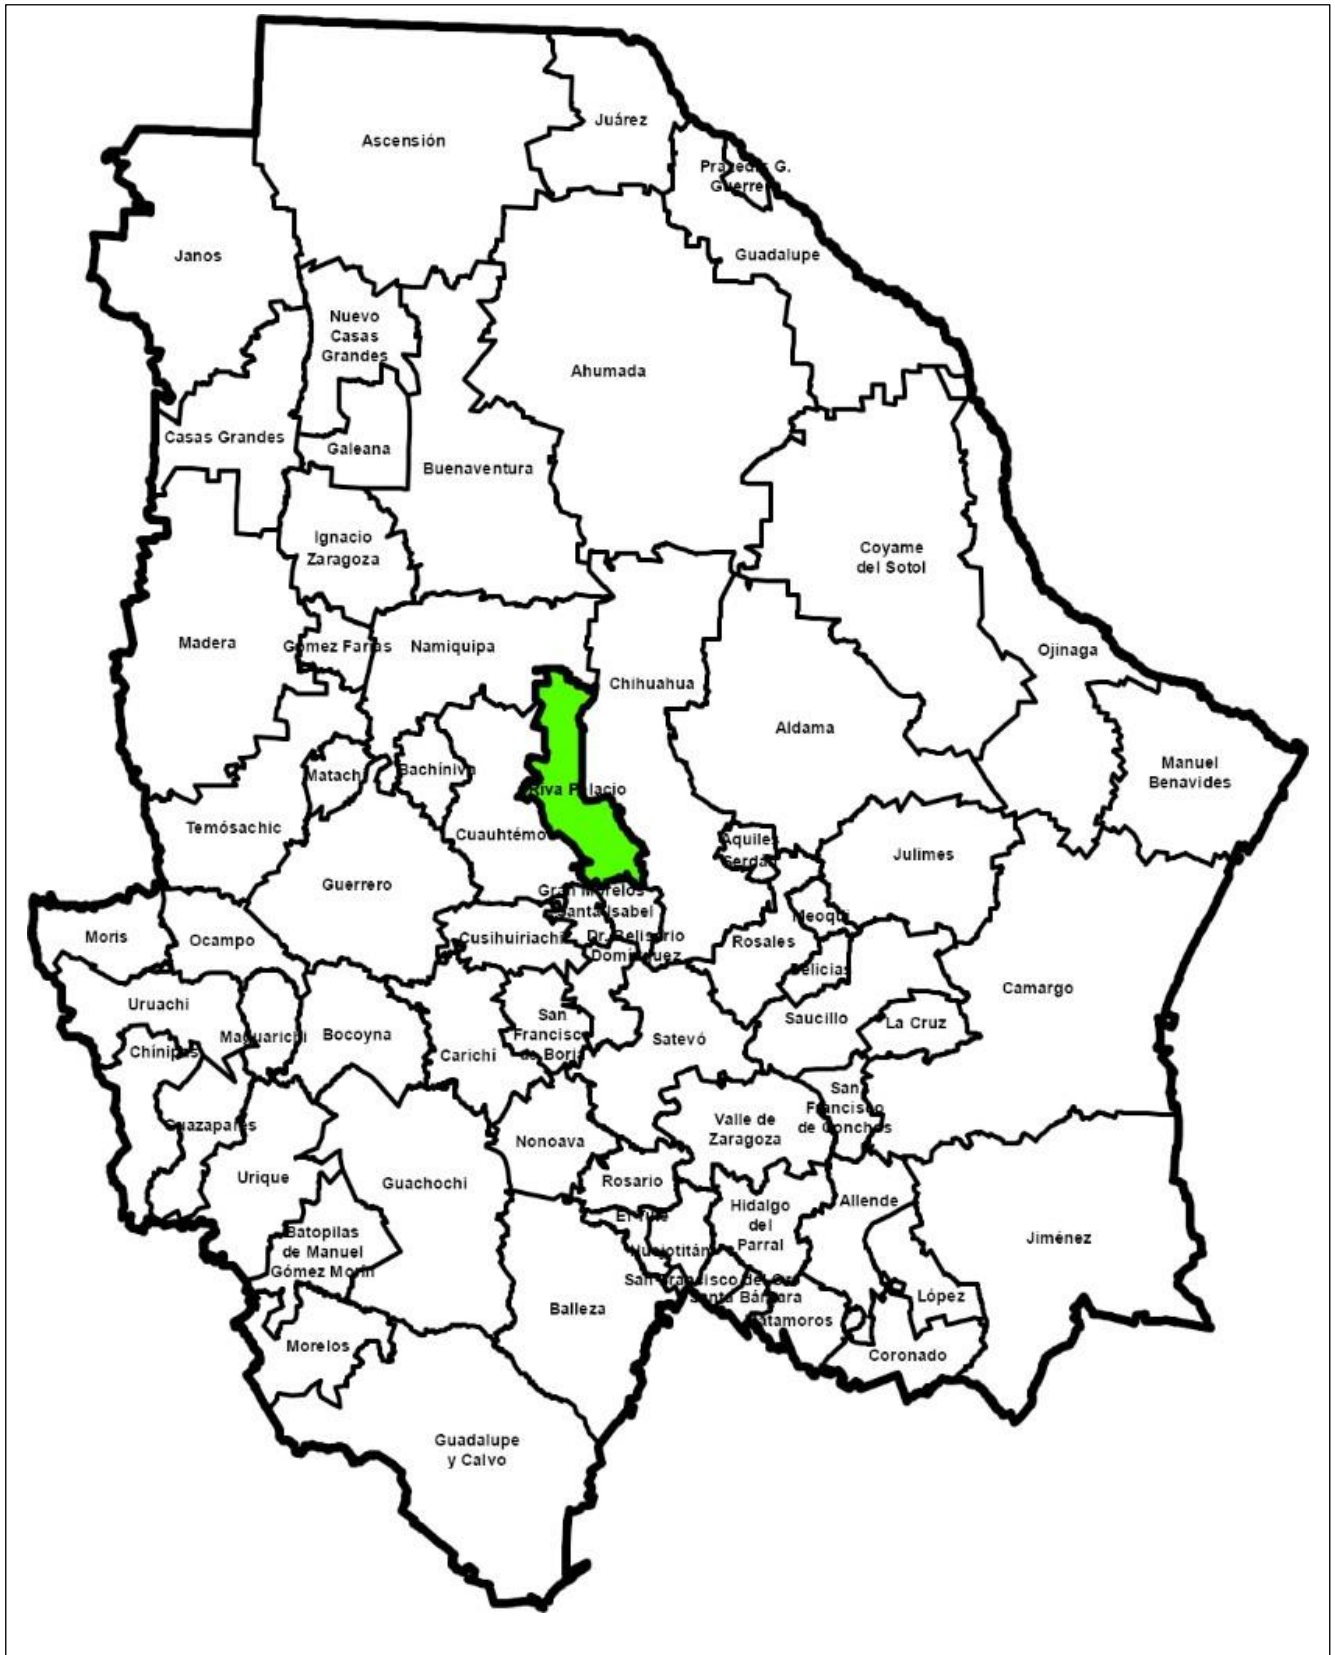 Juárez
Ascensión
Praxedis G.
Guerrero
Janos
Guadalupe
Nuevo
Casas
Grandes
Ahumada
Casas Grandes
Galeana
Buenaventura
Ignacio
Zaragoza
Coyame
del Sotol
Madera
Gómez Farías
Namiquipa
Ojinaga
Chihuahua
Aldama
Matachí
Bachíniva
Manuel
Benavides
Riva Palacio
Temósachic
Cuauhtémo
Aquiles
Serdán
Julimes
Guerrero
Gran Morelos
Santa Isabel
Meoqui
Moris
Ocampo
Cusihuiriachi
Dr. Belisario
Domínguez
Rosales
Delicias
Camargo
Uruachi
Maguarichi
Bocoyna
San
Francisco
de Borja
Saucillo
La Cruz
Chínipas
Carichí
Satevó
San
Francisco
de Conchos
Guazapares
Valle de
Zaragoza
Nonoava
Urique
Guachochi
Rosario
Allende
El Tule
Hidalgo
del
Parral
Batopilas
de Manuel
Gómez Morín
Huejotitán
Jiménez
San Francisco del Oro
Santa Bárbara
López
Balleza
Matamoros
Morelos
Coronado
Guadalupe
y Calvo